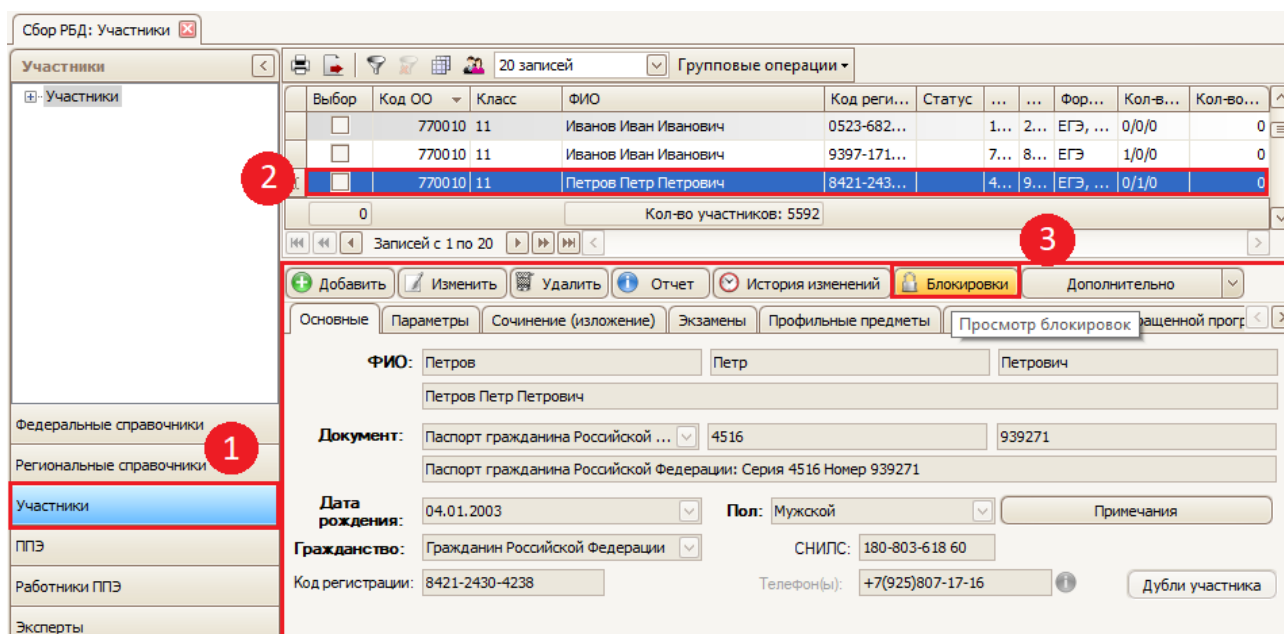 Сбор РБД: Участники
Участники
20 записей Групповые операции
Участники
Выбор Код ОО Класс ФИО Код реги... Статус ... ... Фор... Кол-в... Кол-во...
770010 11 Иванов Иван Иванович 0523-682... 1... 2... ЕГЭ, ... 0/0/0 0
770010 11 Иванов Иван Иванович 9397-171... 7... 8... ЕГЭ 1/0/0 0
2
770010 11 Петров Петр Петрович 8421-243... 4... 9... ЕГЭ, ... 0/1/0 0
0 Кол-во участников: 5592
Записей с 1 по 20
3
Добавить Изменить Удалить Отчет История изменений Блокировки Дополнительно
Основные Параметры Сочинение (изложение) Экзамены Профильные предметы Просмотр блокировок
ФИО: Петров Петр Петрович
Петров Петр Петрович
Федеральные справочники
1
Региональные справочники
Участники
ППЭ
Работники ППЭ
Эксперты
Документ: Паспорт гражданина Российской ... 4516 939271
Паспорт гражданина Российской Федерации: Серия 4516 Номер 939271
Дата
рождения: 04.01.2003 Пол: Мужской Примечания
Гражданство: Гражданин Российской Федерации СНИЛС: 180-803-618 60
Код регистрации: 8421-2430-4238 Телефон(ы): +7(925)807-17-16 Дубли участника